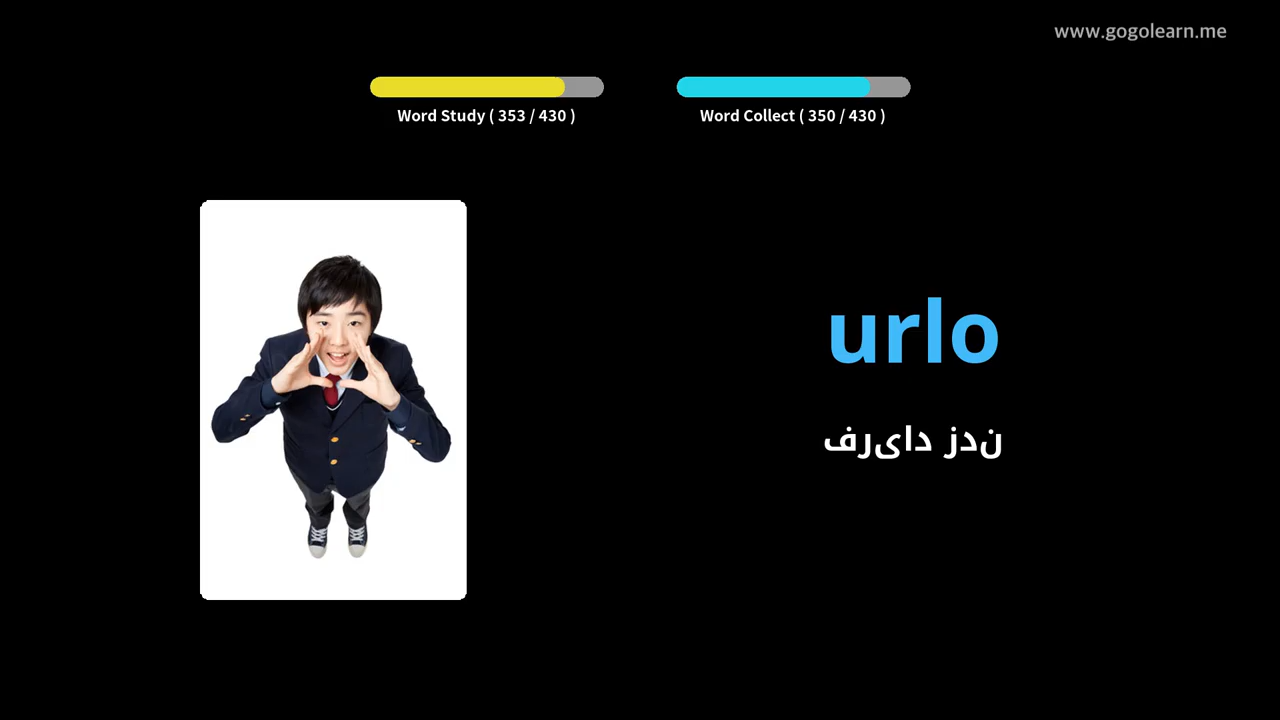 www.gogolearn.me
Word Study ( 353 / 430 )
Word Collect ( 350 / 430 )
urlo
فریاد زدن